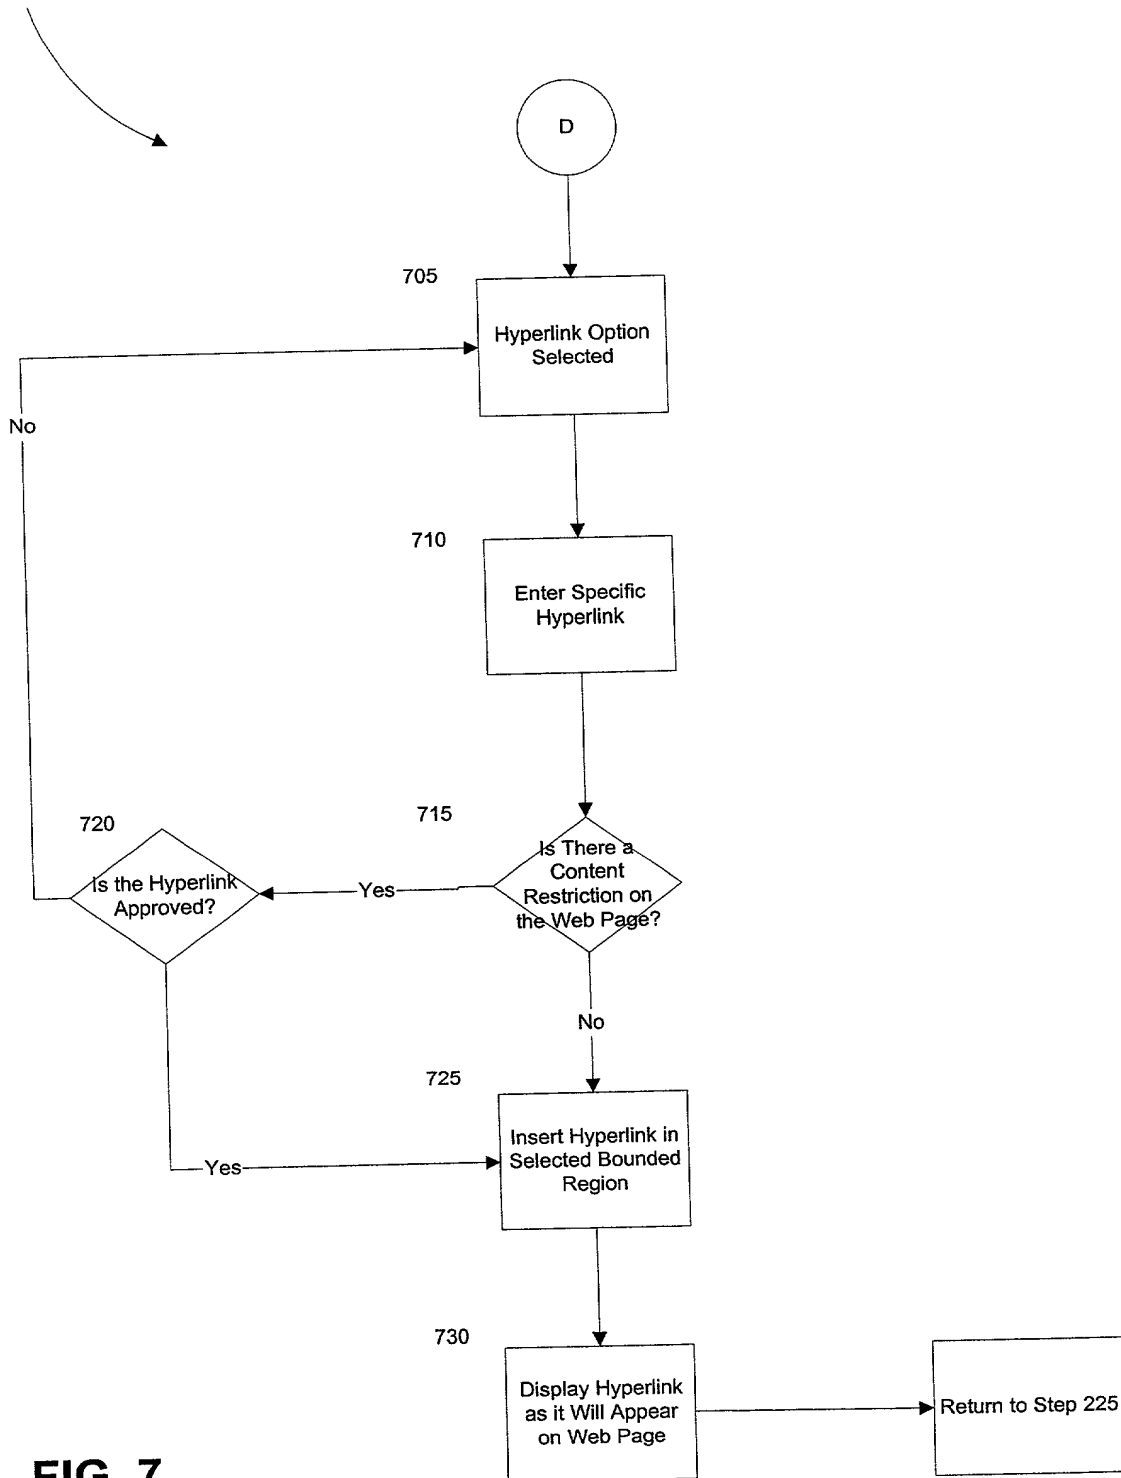 D
705
Hyperlink Option
Selected
No
710
Enter Specific
Hyperlink
715
720
Is There a
Content
Restriction on
the Web Page?
Is the Hyperlink
Approved?
Yes
No
725
Insert Hyperlink in
Selected Bounded
Region
Yes
730
Display Hyperlink
as it Will Appear
on Web Page
Return to Step 225
FIG. 7